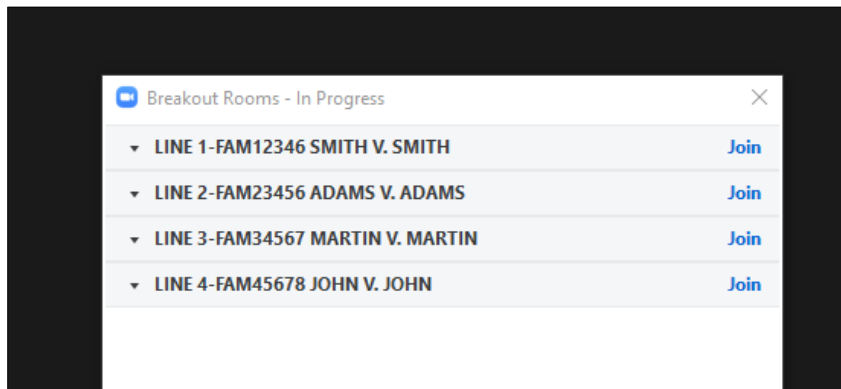 Breakout Rooms - In Progress
LINE 1-FAM12346 SMITH V. SMITH Join
LINE 2-FAM23456 ADAMS V. ADAMS Join
LINE 3-FAM34567 MARTIN V. MARTIN Join
LINE 4-FAM45678 JOHN V. JOHN Join